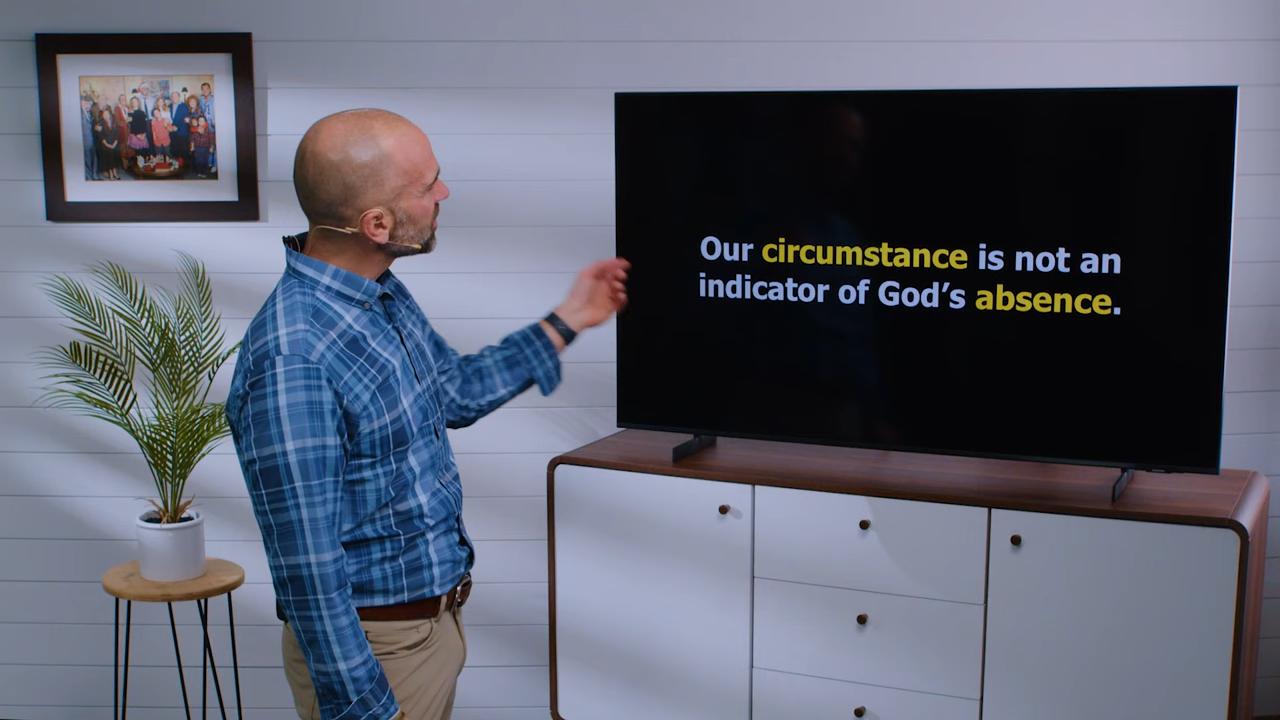 Our circumstance is not an
indicator of God’s absence.